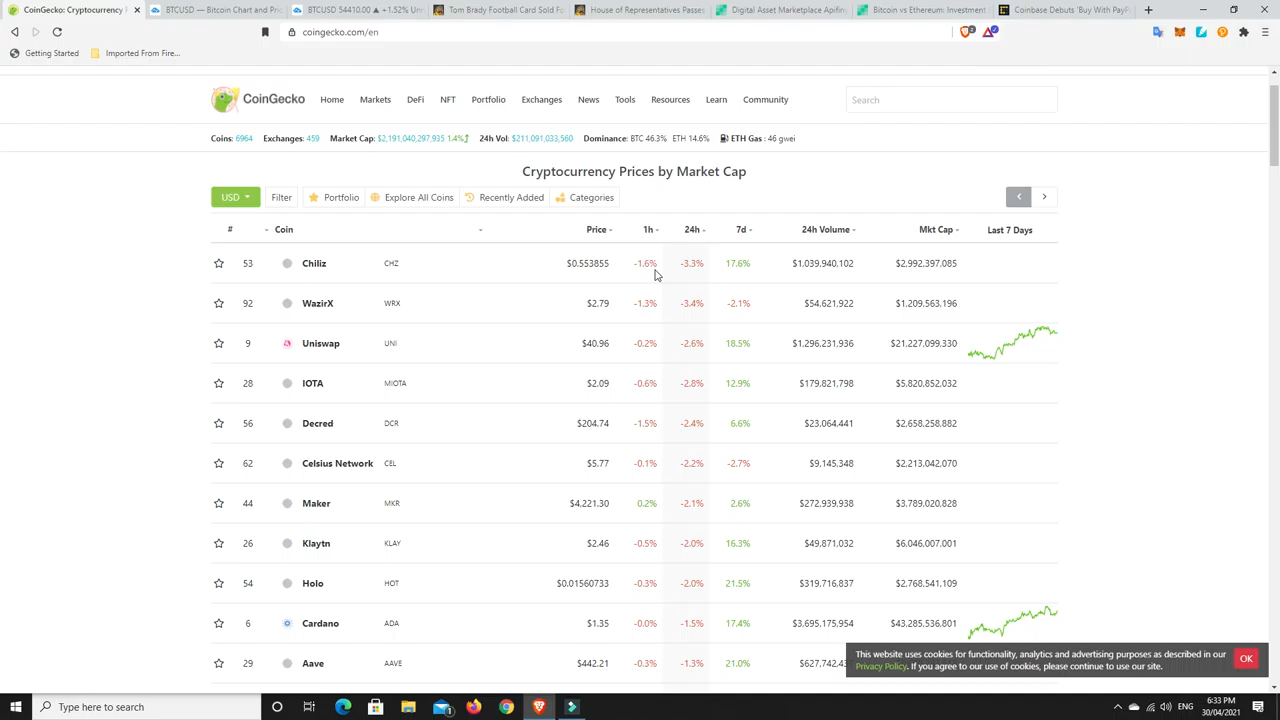 CoinGecko: Cryptocurrency P
BTCUSD — Bitcoin Chart and Pri
BTCUSD 54410.00 ▲ +1.52% Uni
Tom Brady Football Card Sold Fo
House of Representatives Passes
Digital Asset Marketplace Apifiny
Bitcoin vs Ethereum: Investment
Coinbase Debuts 'Buy With PayP
coingecko.com/en
Getting Started
Imported From Fire...
CoinGecko
Home Markets DeFi NFT Portfolio Exchanges News Tools Resources Learn Community
Search
Coins: 6964 Exchanges: 459 Market Cap: $2,191,040,297,935 1.4% 24h Vol: $211,091,033,560 Dominance: BTC 46.3% ETH 14.6% ETH Gas: 46 gwei
Cryptocurrency Prices by Market Cap
USD Filter Portfolio Explore All Coins Recently Added Categories
# Coin Price 1h 24h 7d 24h Volume Mkt Cap Last 7 Days
53 Chiliz CHZ $0.553855 -1.6% -3.3% 17.6% $1,039,940,102 $2,992,397,085
92 WazirX WRX $2.79 -1.3% -3.4% -2.1% $54,621,922 $1,209,563,196
9 Uniswap UNI $40.96 -0.2% -2.6% 18.5% $1,296,231,936 $21,227,099,330
28 IOTA MIOTA $2.09 -0.6% -2.8% 12.9% $179,821,798 $5,820,852,032
56 Decred DCR $204.74 -1.5% -2.4% 6.6% $23,064,441 $2,658,258,882
62 Celsius Network CEL $5.77 -0.1% -2.2% -2.7% $9,145,348 $2,213,042,070
44 Maker MKR $4,221.30 0.2% -2.1% 2.6% $272,939,938 $3,789,020,828
26 Klaytn KLAY $2.46 -0.5% -2.0% 16.3% $49,871,032 $6,046,007,001
54 Holo HOT $0.01560733 -0.3% -2.0% 21.5% $319,716,837 $2,768,541,109
6 Cardano ADA $1.35 -0.0% -1.5% 17.4% $3,695,175,954 $43,285,536,801
29 Aave AAVE $442.21 -0.3% -1.3% 21.0% $627,742,4
This website uses cookies for functionality, analytics and advertising purposes as described in our
Privacy Policy. If you agree to our use of cookies, please continue to use our site.
OK
Type here to search
ENG
6:33 PM
30/04/2021